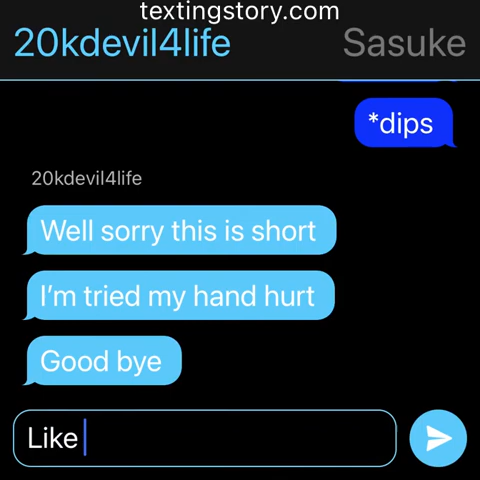 textingstory.com
20kdevil4life Sasuke
*dips
20kdevil4life
Well sorry this is short
I'm tried my hand hurt
Good bye
Like